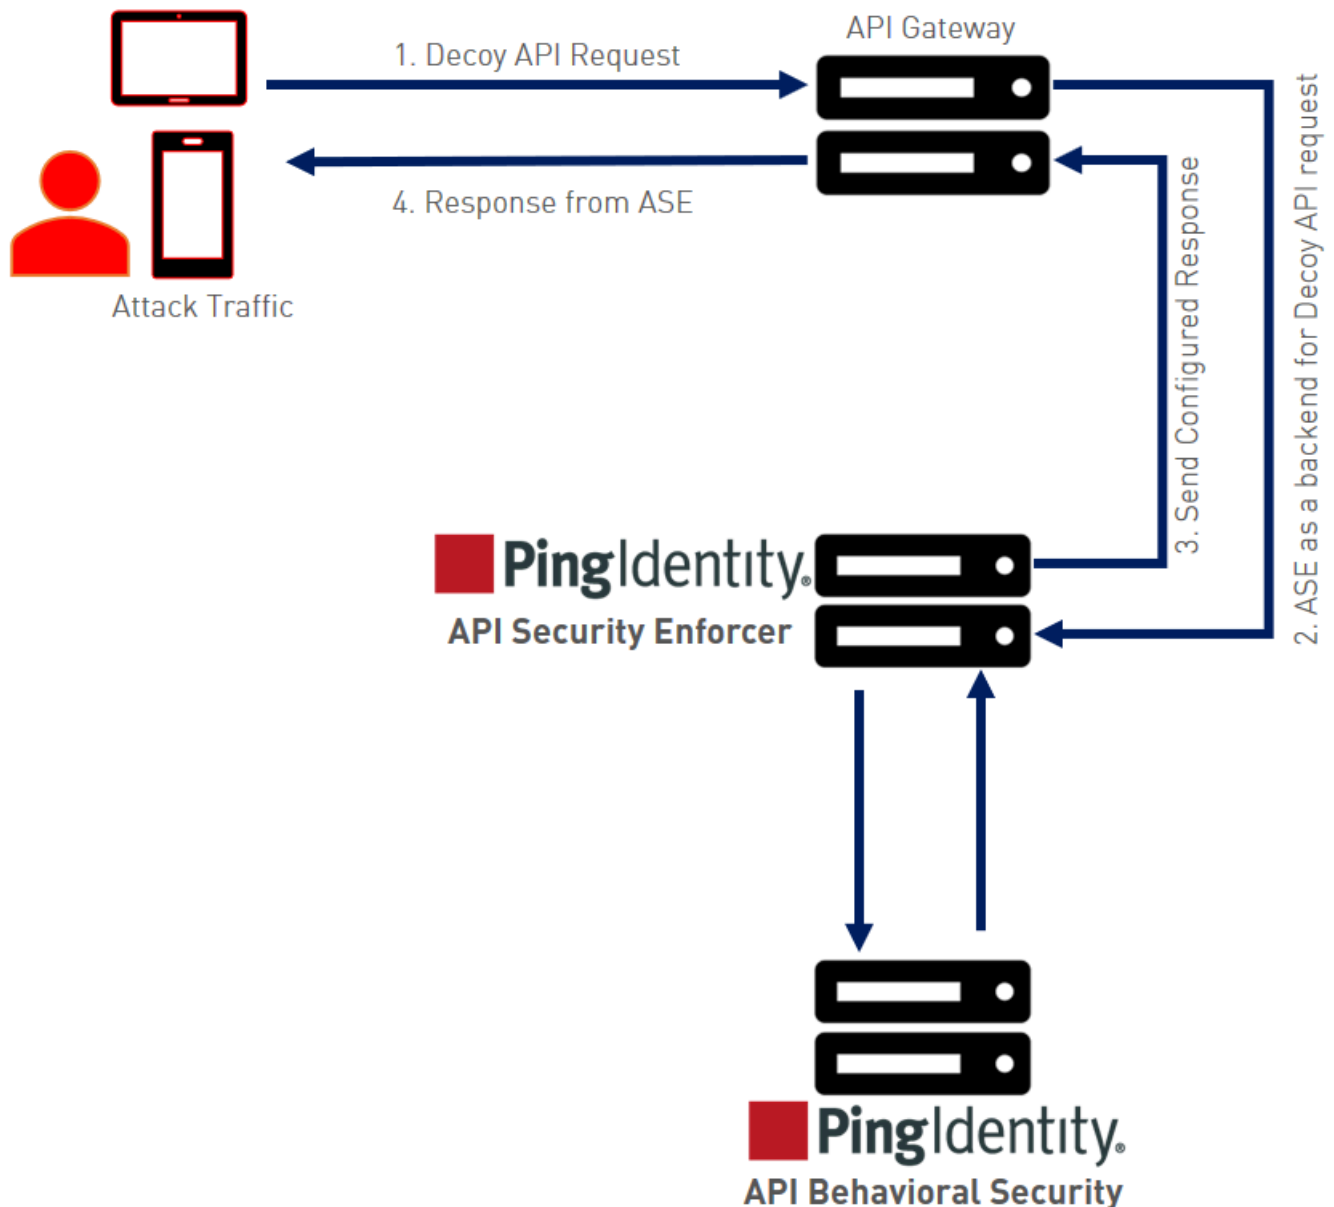 API Gateway
1. Decoy API Request
4. Response from ASE
Attack Traffic
2. ASE as a backend for Decoy API request
3. Send Configured Response
PingIdentity®
API Security Enforcer
PingIdentity®
API Behavioral Security